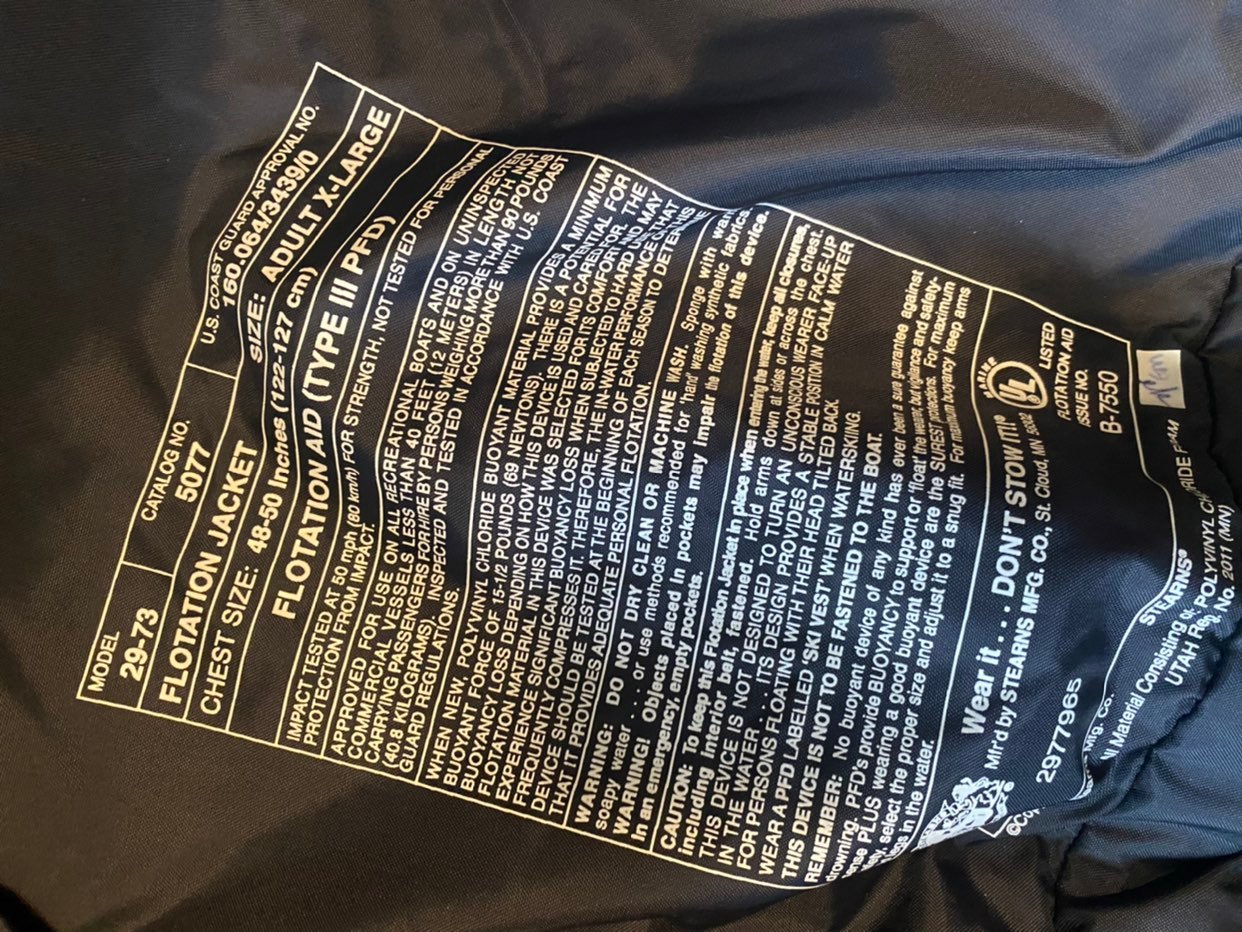 MODEL
29-73
CATALOG NO.
5077
U.S. COAST GUARD APPROVAL NO.
160.064/3439/0
FLOTATION JACKET
SIZE: ADULT X-LARGE
CHEST SIZE: 48-50 Inches (122-127 cm)
FLOTATION AID (TYPE III PFD)
IMPACT TESTED AT 50 mph (80 km/h) FOR STRENGTH, NOT TESTED FOR PERSONAL
PROTECTION FROM IMPACT.
APPROVED FOR USE ON ALL RECREATIONAL BOATS AND ON UNINSPECTED
COMMERCIAL VESSELS LESS THAN 40 FEET (12 METERS) IN LENGTH NOT
CARRYING PASSENGERS FOR HIRE BY PERSONS WEIGHING MORE THAN 90 POUNDS
(40.8 KILOGRAMS). INSPECTED AND TESTED IN ACCORDANCE WITH U.S. COAST
GUARD REGULATIONS.
WHEN NEW, POLYVINYL CHLORIDE BUOYANT MATERIAL PROVIDES A MINIMUM
BUOYANT FORCE OF 15-1/2 POUNDS (69 NEWTONS). THERE IS A POTENTIAL FOR
BUOYANCY LOSS DEPENDING ON HOW THIS DEVICE IS USED AND CARED FOR. THE
FLOTATION MATERIAL IN THIS DEVICE WAS SELECTED FOR ITS COMFORT AND MAY
EXPERIENCE SIGNIFICANT BUOYANCY LOSS WHEN SUBJECTED TO HARD USE THAT
FREQUENTLY COMPRESSES IT. THEREFORE, THE IN-WATER PERFORMANCE OF THIS
DEVICE SHOULD BE TESTED AT THE BEGINNING OF EACH SEASON TO DETERMINE
THAT IT PROVIDES ADEQUATE PERSONAL FLOTATION.
WARNING: DO NOT DRY CLEAN OR MACHINE WASH. Sponge with warm
soapy water . . . or use methods recommended for 'hand' washing synthetic fabrics.
WARNING! Objects placed in pockets may impair the flotation of this device.
In an emergency, empty pockets.
CAUTION: To keep this Flotation Jacket in place when entering the water, keep all closures,
including interior belt, fastened. Hold arms down at sides or across the chest.
THIS DEVICE IS NOT DESIGNED TO TURN AN UNCONSCIOUS WEARER FACE-UP
IN THE WATER . . . ITS DESIGN PROVIDES A STABLE POSITION IN CALM WATER
FOR PERSONS FLOATING WITH THEIR HEAD TILTED BACK.
WEAR A PFD LABELLED 'SKI VEST' WHEN WATERSKIING.
THIS DEVICE IS NOT TO BE FASTENED TO THE BOAT.
REMEMBER: No buoyant device of any kind has ever been a sure guarantee against
drowning. PFD's provide BUOYANCY to support or 'float' the wearer, but vigilance and safety-
sense PLUS wearing a good buoyant device are the SUREST protections. For maximum
safety, select the proper size and adjust it to a snug fit. For maximum buoyancy keep arms
legs in the water.
Wear it . . . DON'T STOW IT!®
Mfr'd by STEARNS MFG. CO., St. Cloud, MN 56302
MARINE
UL
LISTED
FLOTATION AID
ISSUE NO.
B-7550
2977965
STEARNS®
Mfg. Co.
All Material Consisting of:
POLYVINYL
UTAH Reg. No. 2011 (MN)